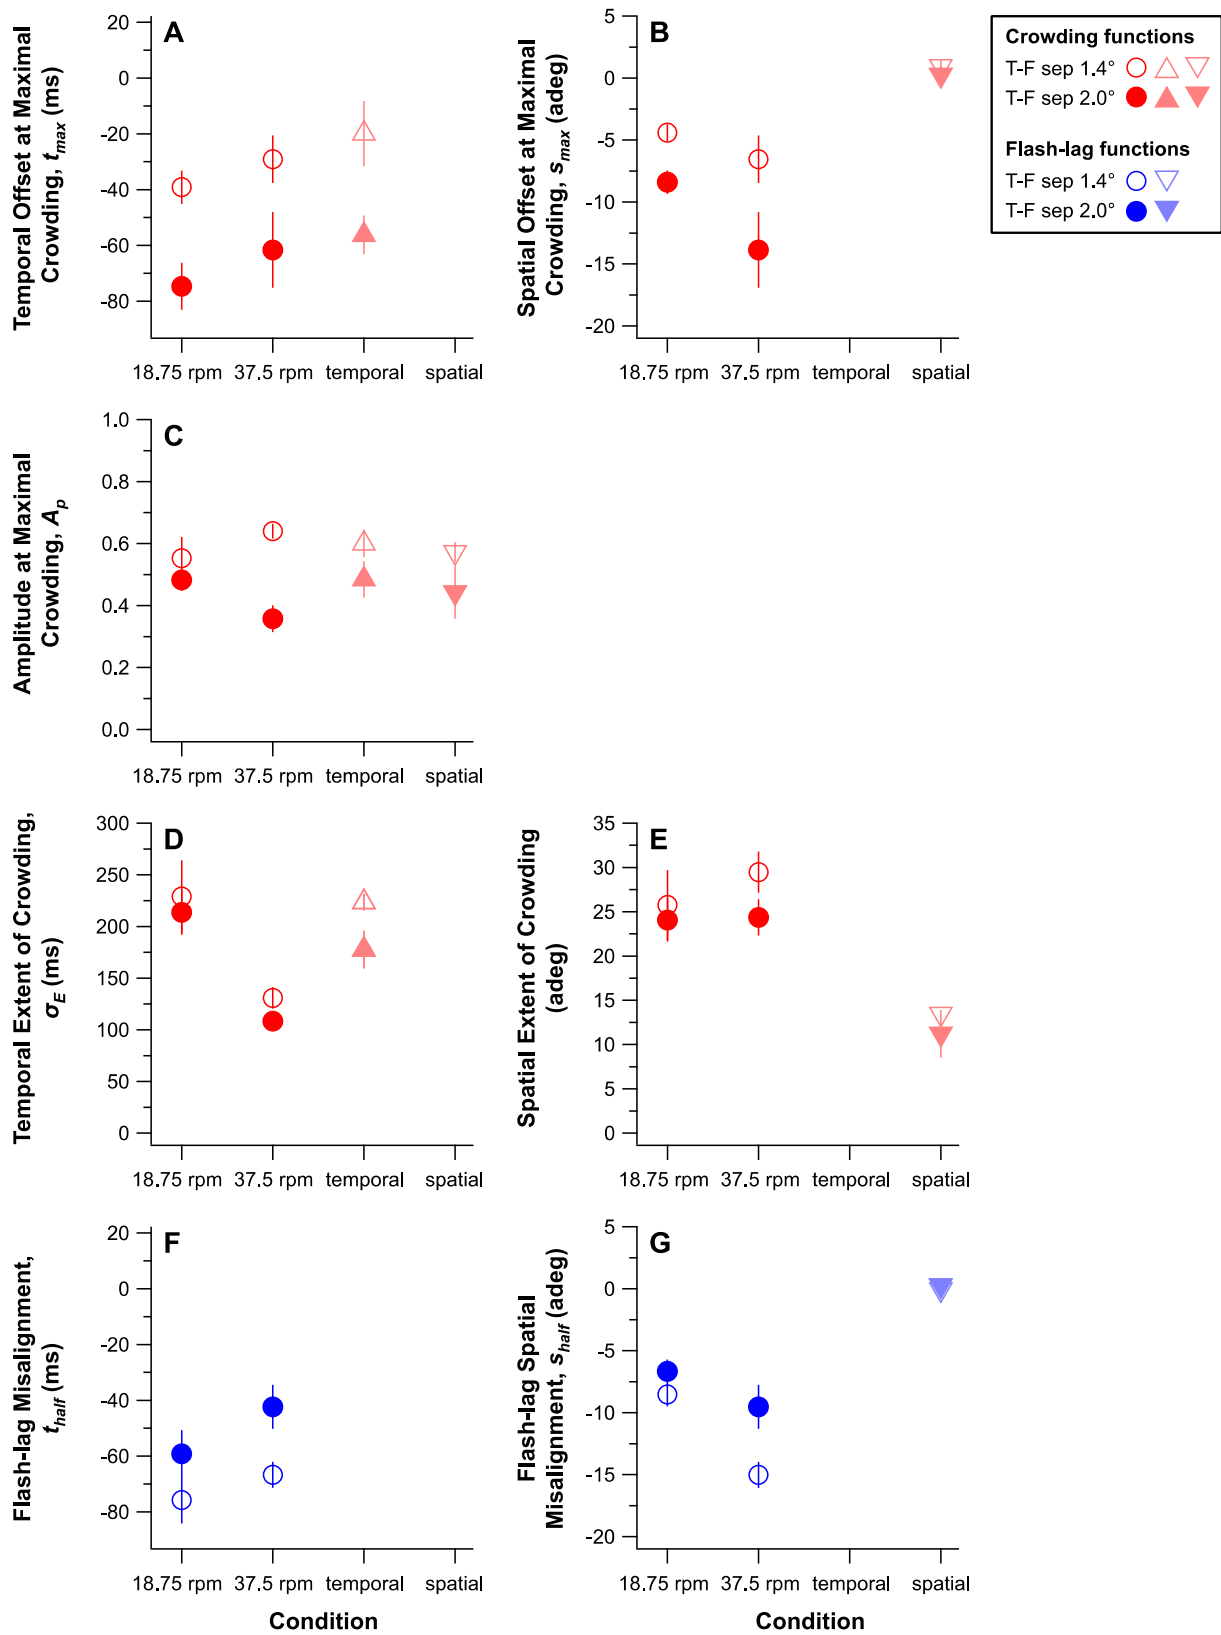 A
Temporal Offset at Maximal
Crowding, t_max (ms)
20
0
-20
-40
-60
-80
18.75 rpm 37.5 rpm temporal spatial
B
Spatial Offset at Maximal
Crowding, s_max (adeg)
5
0
-5
-10
-15
-20
18.75 rpm 37.5 rpm temporal spatial
Crowding functions
T-F sep 1.4°
T-F sep 2.0°
Flash-lag functions
T-F sep 1.4°
T-F sep 2.0°
C
Amplitude at Maximal
Crowding, A_p
1.0
0.8
0.6
0.4
0.2
0.0
18.75 rpm 37.5 rpm temporal spatial
D
Temporal Extent of Crowding,
σ_E (ms)
300
250
200
150
100
50
0
18.75 rpm 37.5 rpm temporal spatial
E
Spatial Extent of Crowding
(adeg)
35
30
25
20
15
10
5
0
18.75 rpm 37.5 rpm temporal spatial
F
Flash-lag Misalignment,
t_half (ms)
20
0
-20
-40
-60
-80
18.75 rpm 37.5 rpm temporal spatial
Condition
G
Flash-lag Spatial
Misalignment, s_half (adeg)
5
0
-5
-10
-15
-20
18.75 rpm 37.5 rpm temporal spatial
Condition